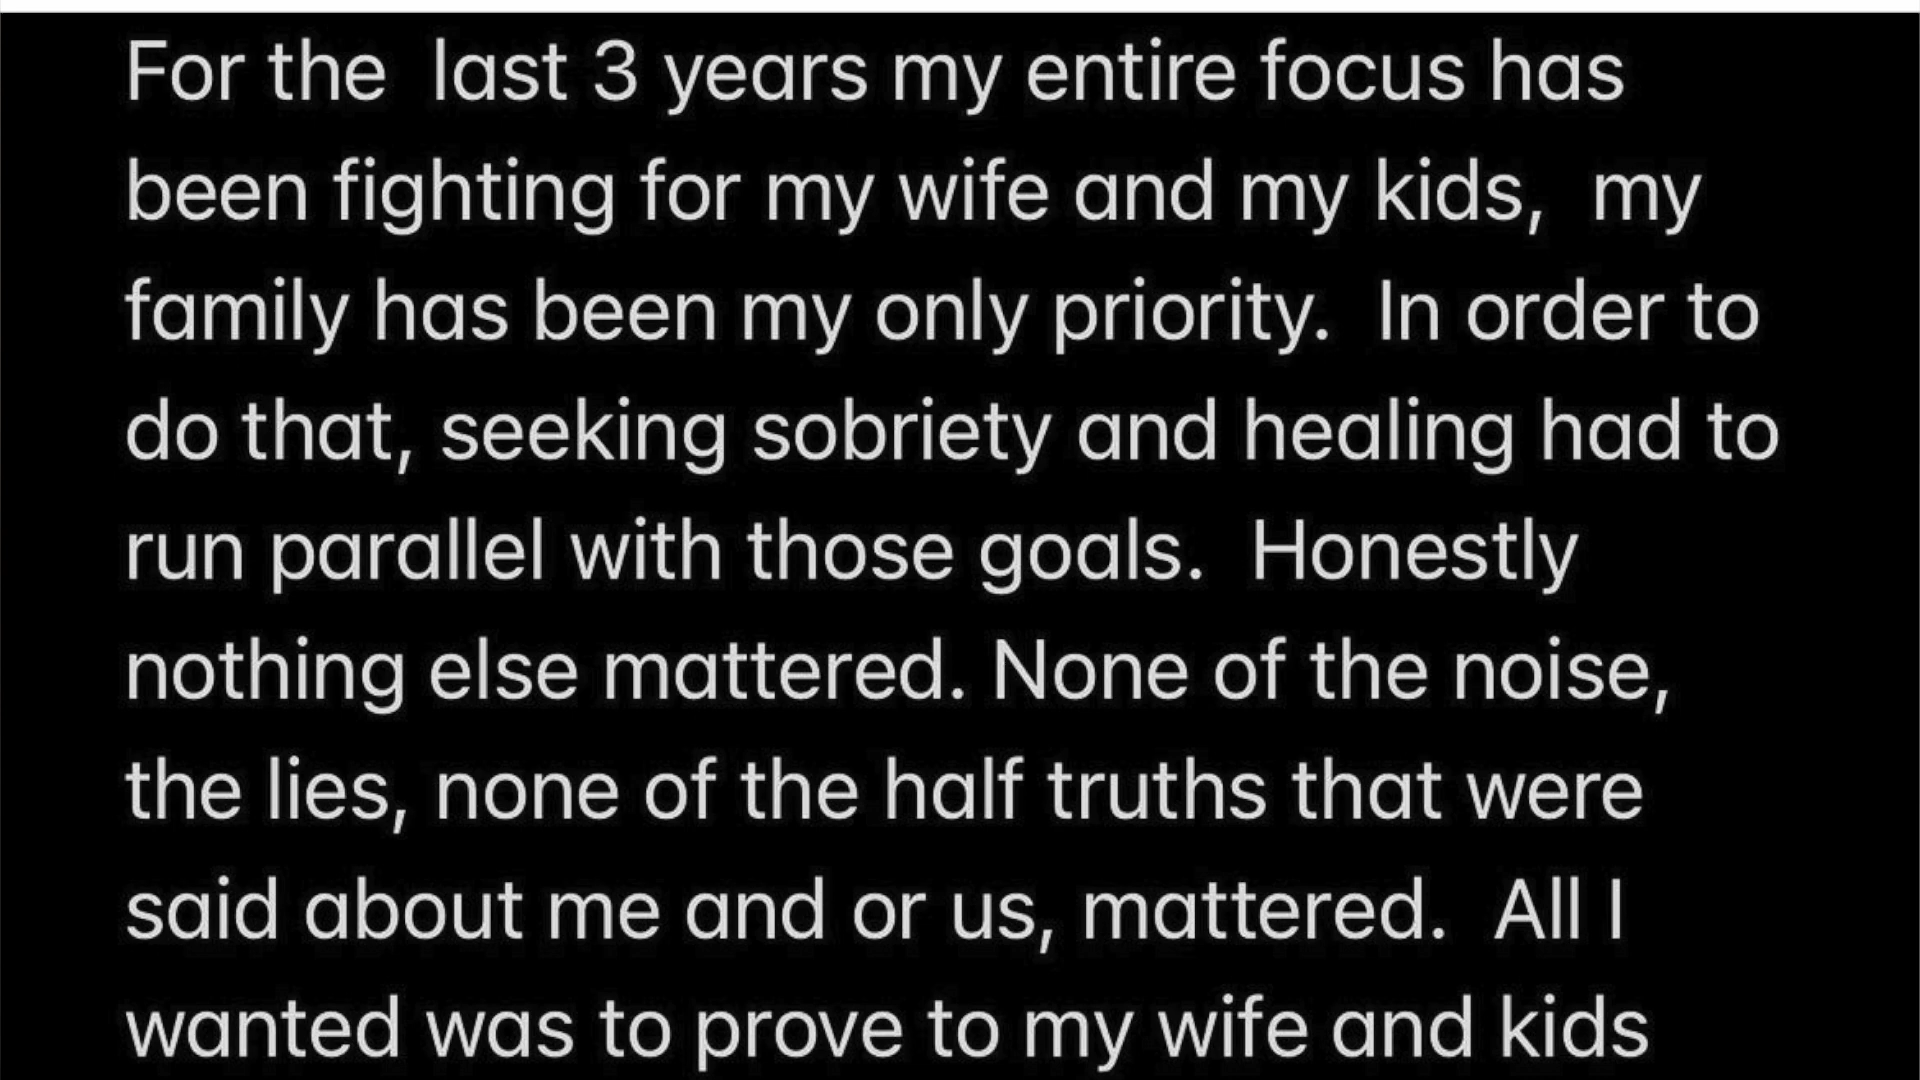 For the  last 3 years my entire focus has
been fighting for my wife and my kids,  my
family has been my only priority.  In order to
do that, seeking sobriety and healing had to
run parallel with those goals.  Honestly
nothing else mattered. None of the noise,
the lies, none of the half truths that were
said about me and or us, mattered.  All I
wanted was to prove to my wife and kids